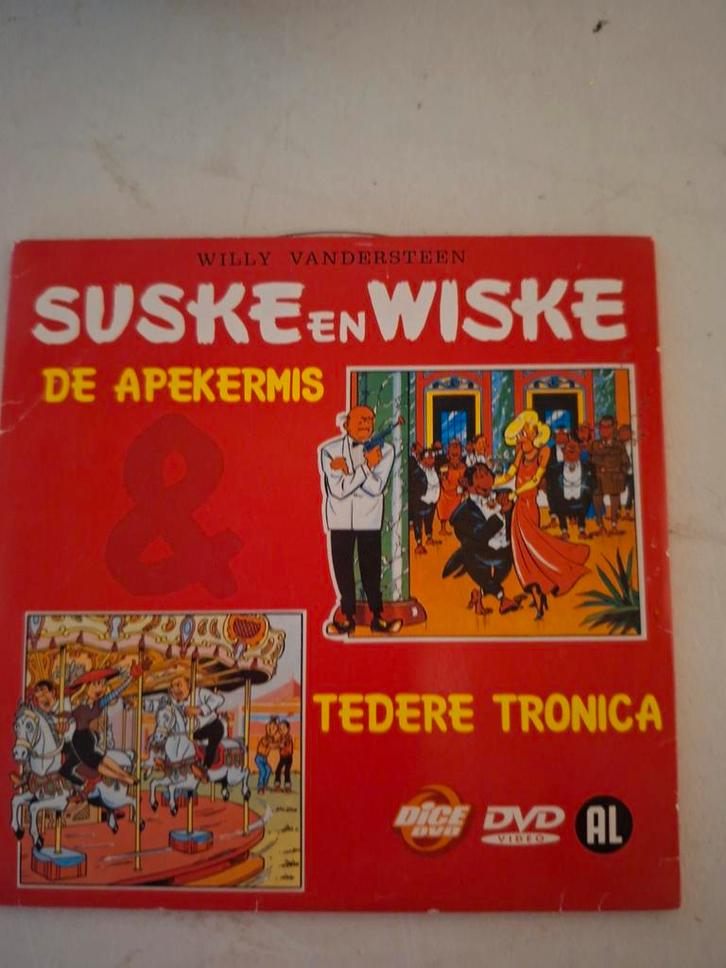 WILLY VANDERSTEEN
SUSKE EN WISKE
DE APEKERMIS
&
TEDERE TRONICA
DICE DVD
DVD
VIDEO
AL